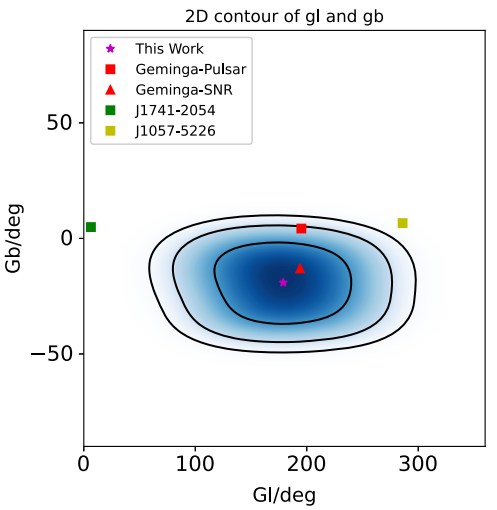 2D contour of gl and gb
This Work
Geminga-Pulsar
Geminga-SNR
J1741-2054
J1057-5226
50
0
−50
Gb/deg
0 100 200 300
Gl/deg